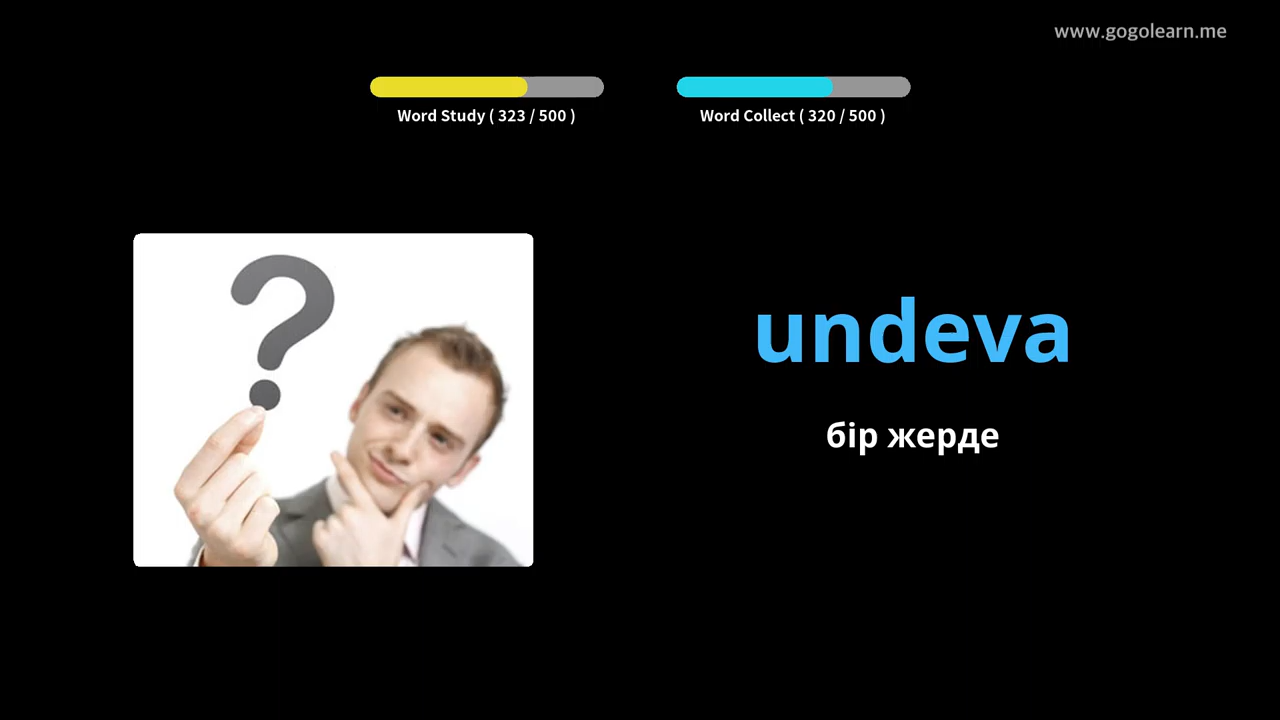 www.gogolearn.me
Word Study ( 323 / 500 )
Word Collect ( 320 / 500 )
undeva
бір жерде